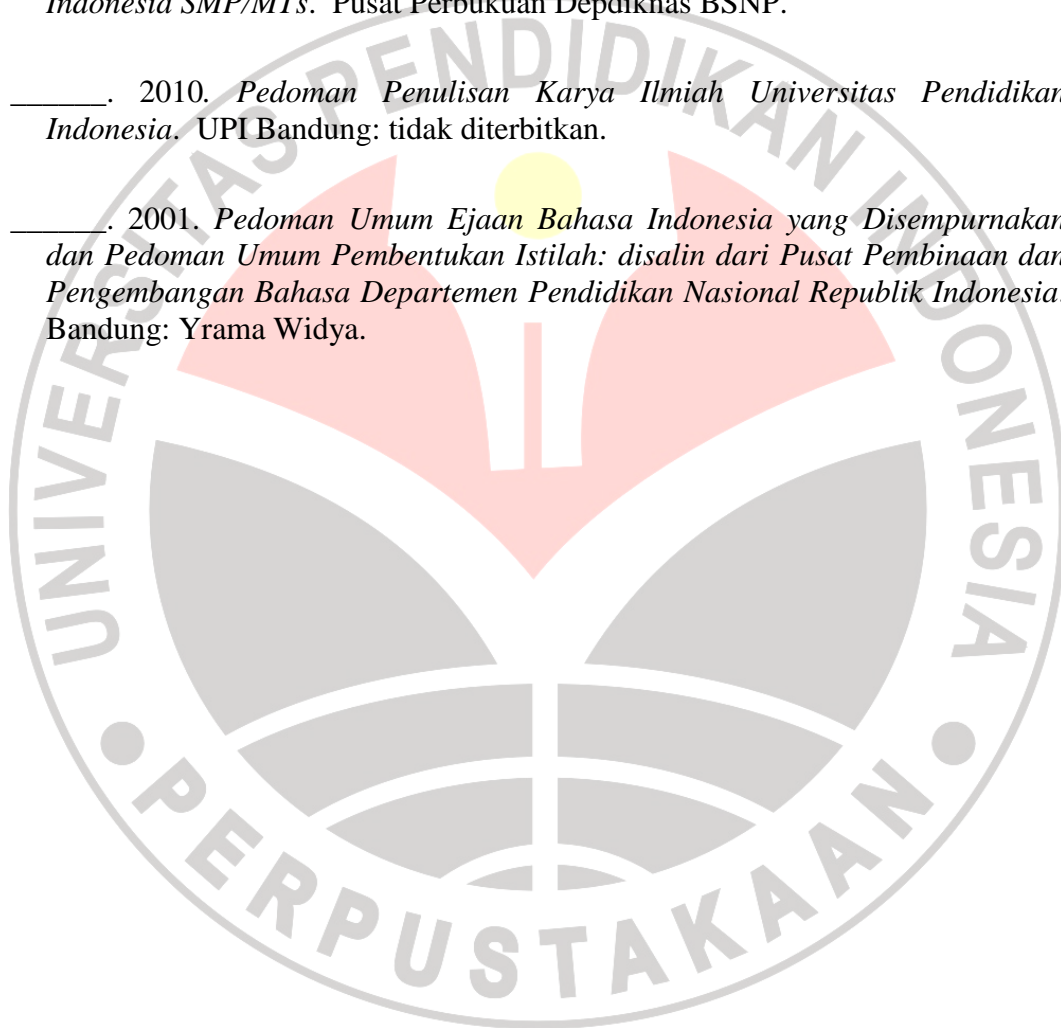 Indonesia SMP/MTs. Pusat Perbukuan Depdiknas BSNP.
______. 2010. Pedoman Penulisan Karya Ilmiah Universitas Pendidikan
Indonesia. UPI Bandung: tidak diterbitkan.
______. 2001. Pedoman Umum Ejaan Bahasa Indonesia yang Disempurnakan
dan Pedoman Umum Pembentukan Istilah: disalin dari Pusat Pembinaan dan
Pengembangan Bahasa Departemen Pendidikan Nasional Republik Indonesia.
Bandung: Yrama Widya.
UNIVERSITAS PENDIDIKAN INDONESIA
PERPUSTAKAAN